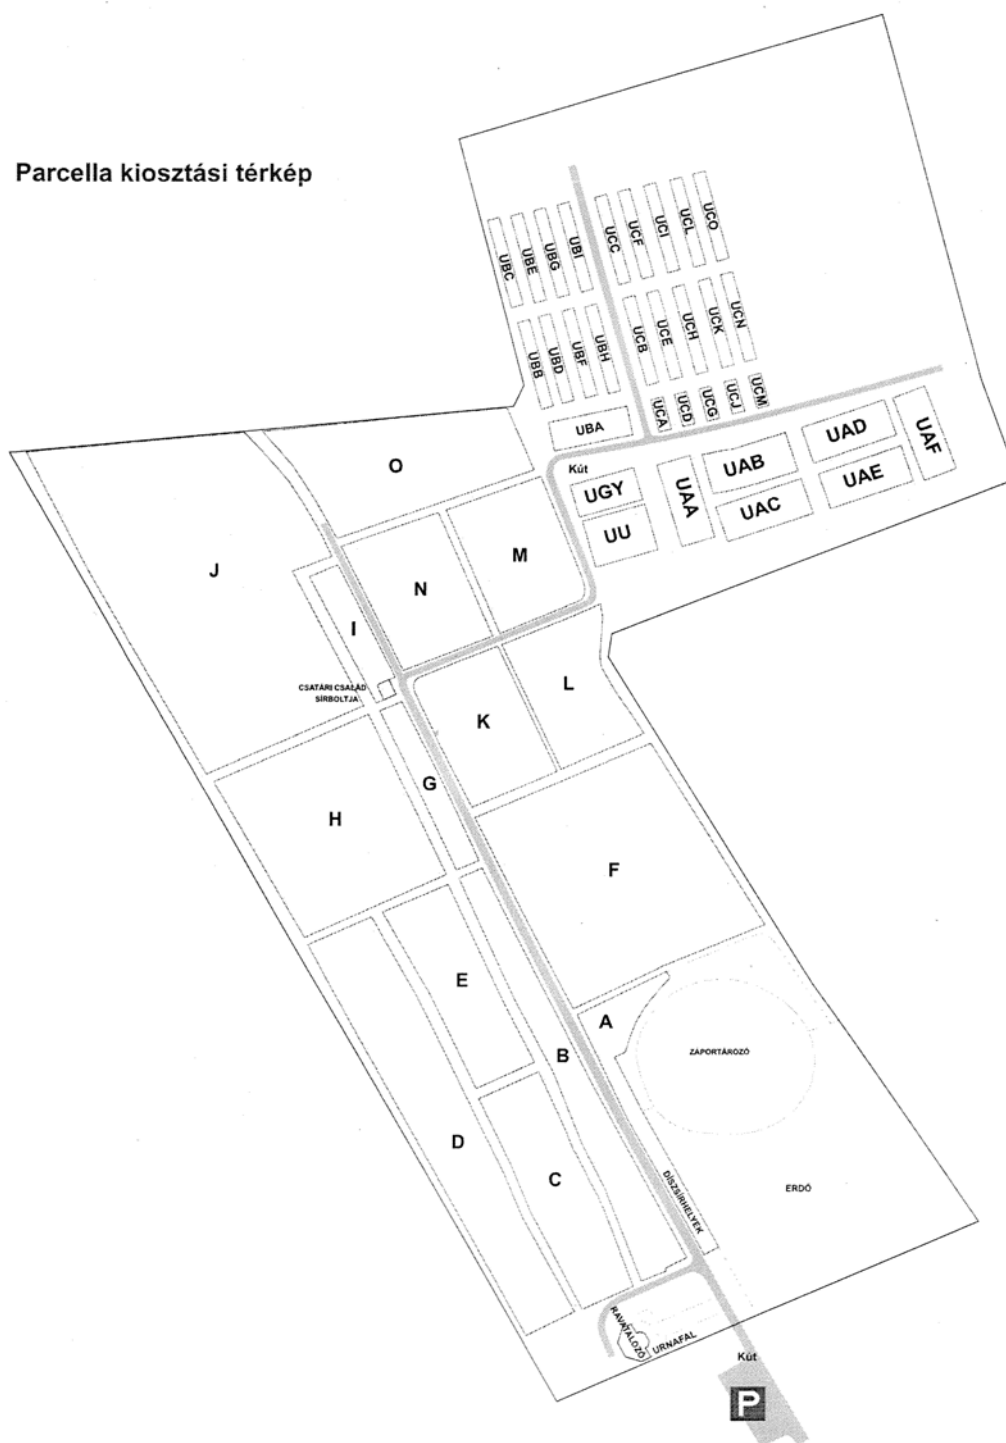 Parcella kiosztási térkép
UBC
UBE
UBG
UBI
UCC
UCF
UCI
UCL
UCO
UBB
UBD
UBF
UBH
UCB
UCE
UCH
UCK
UCN
UCA
UCD
UCG
UCJ
UCM
UBA
UAD
UAF
UAB
UAE
Kút
UGY
UAA
UAC
UU
O
J
N
M
I
CSATÁRI CSALÁD
SÍRBOLTJA
L
K
G
H
F
E
A
B
ZÁPORTÁROZÓ
D
C
DÍSZSÍRHELYEK
ERDŐ
RAVATALOZÓ
URNAFAL
Kút
P